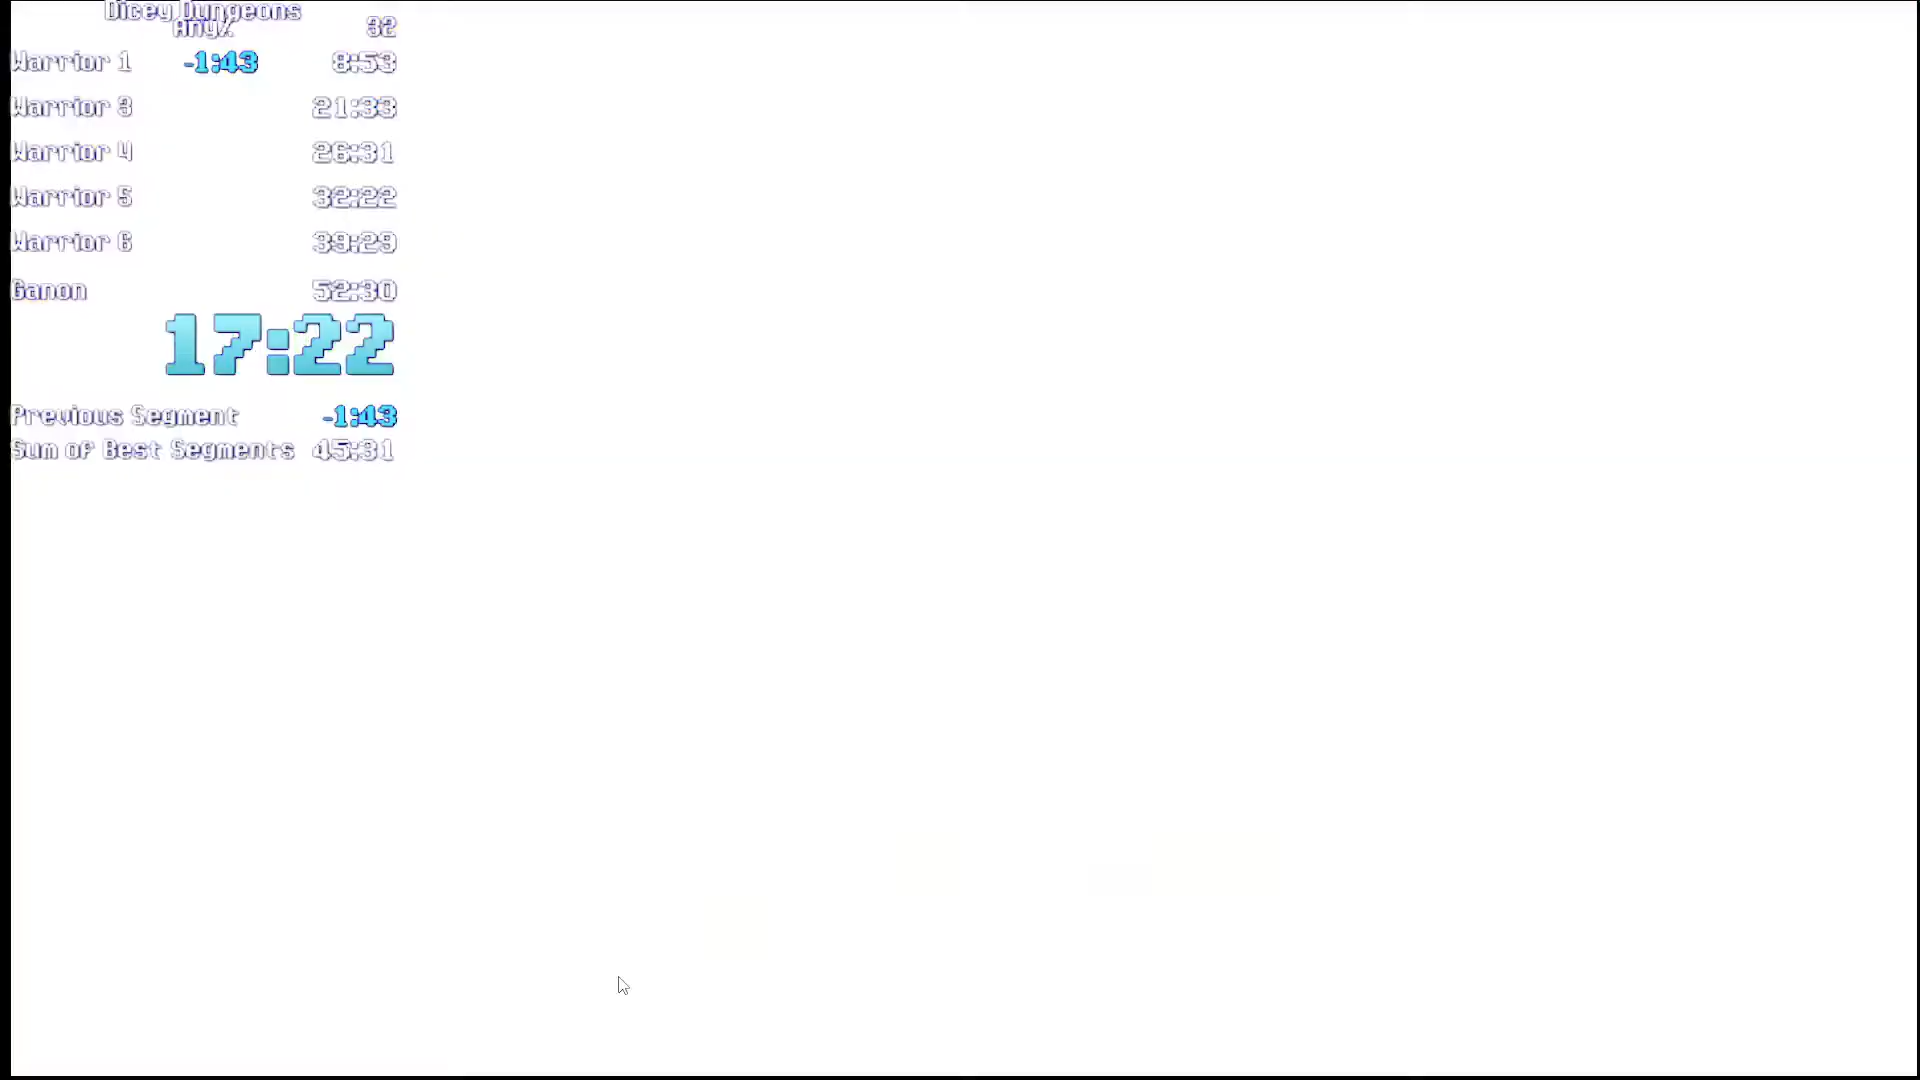 Dicey Dungeons
Any% 32
Warrior 1 -1:43 8:53
Warrior 3 21:33
Warrior 4 26:31
Warrior 5 32:22
Warrior 6 39:29
Ganon 52:30
17:22
Previous Segment -1:43
Sum of Best Segments 45:31